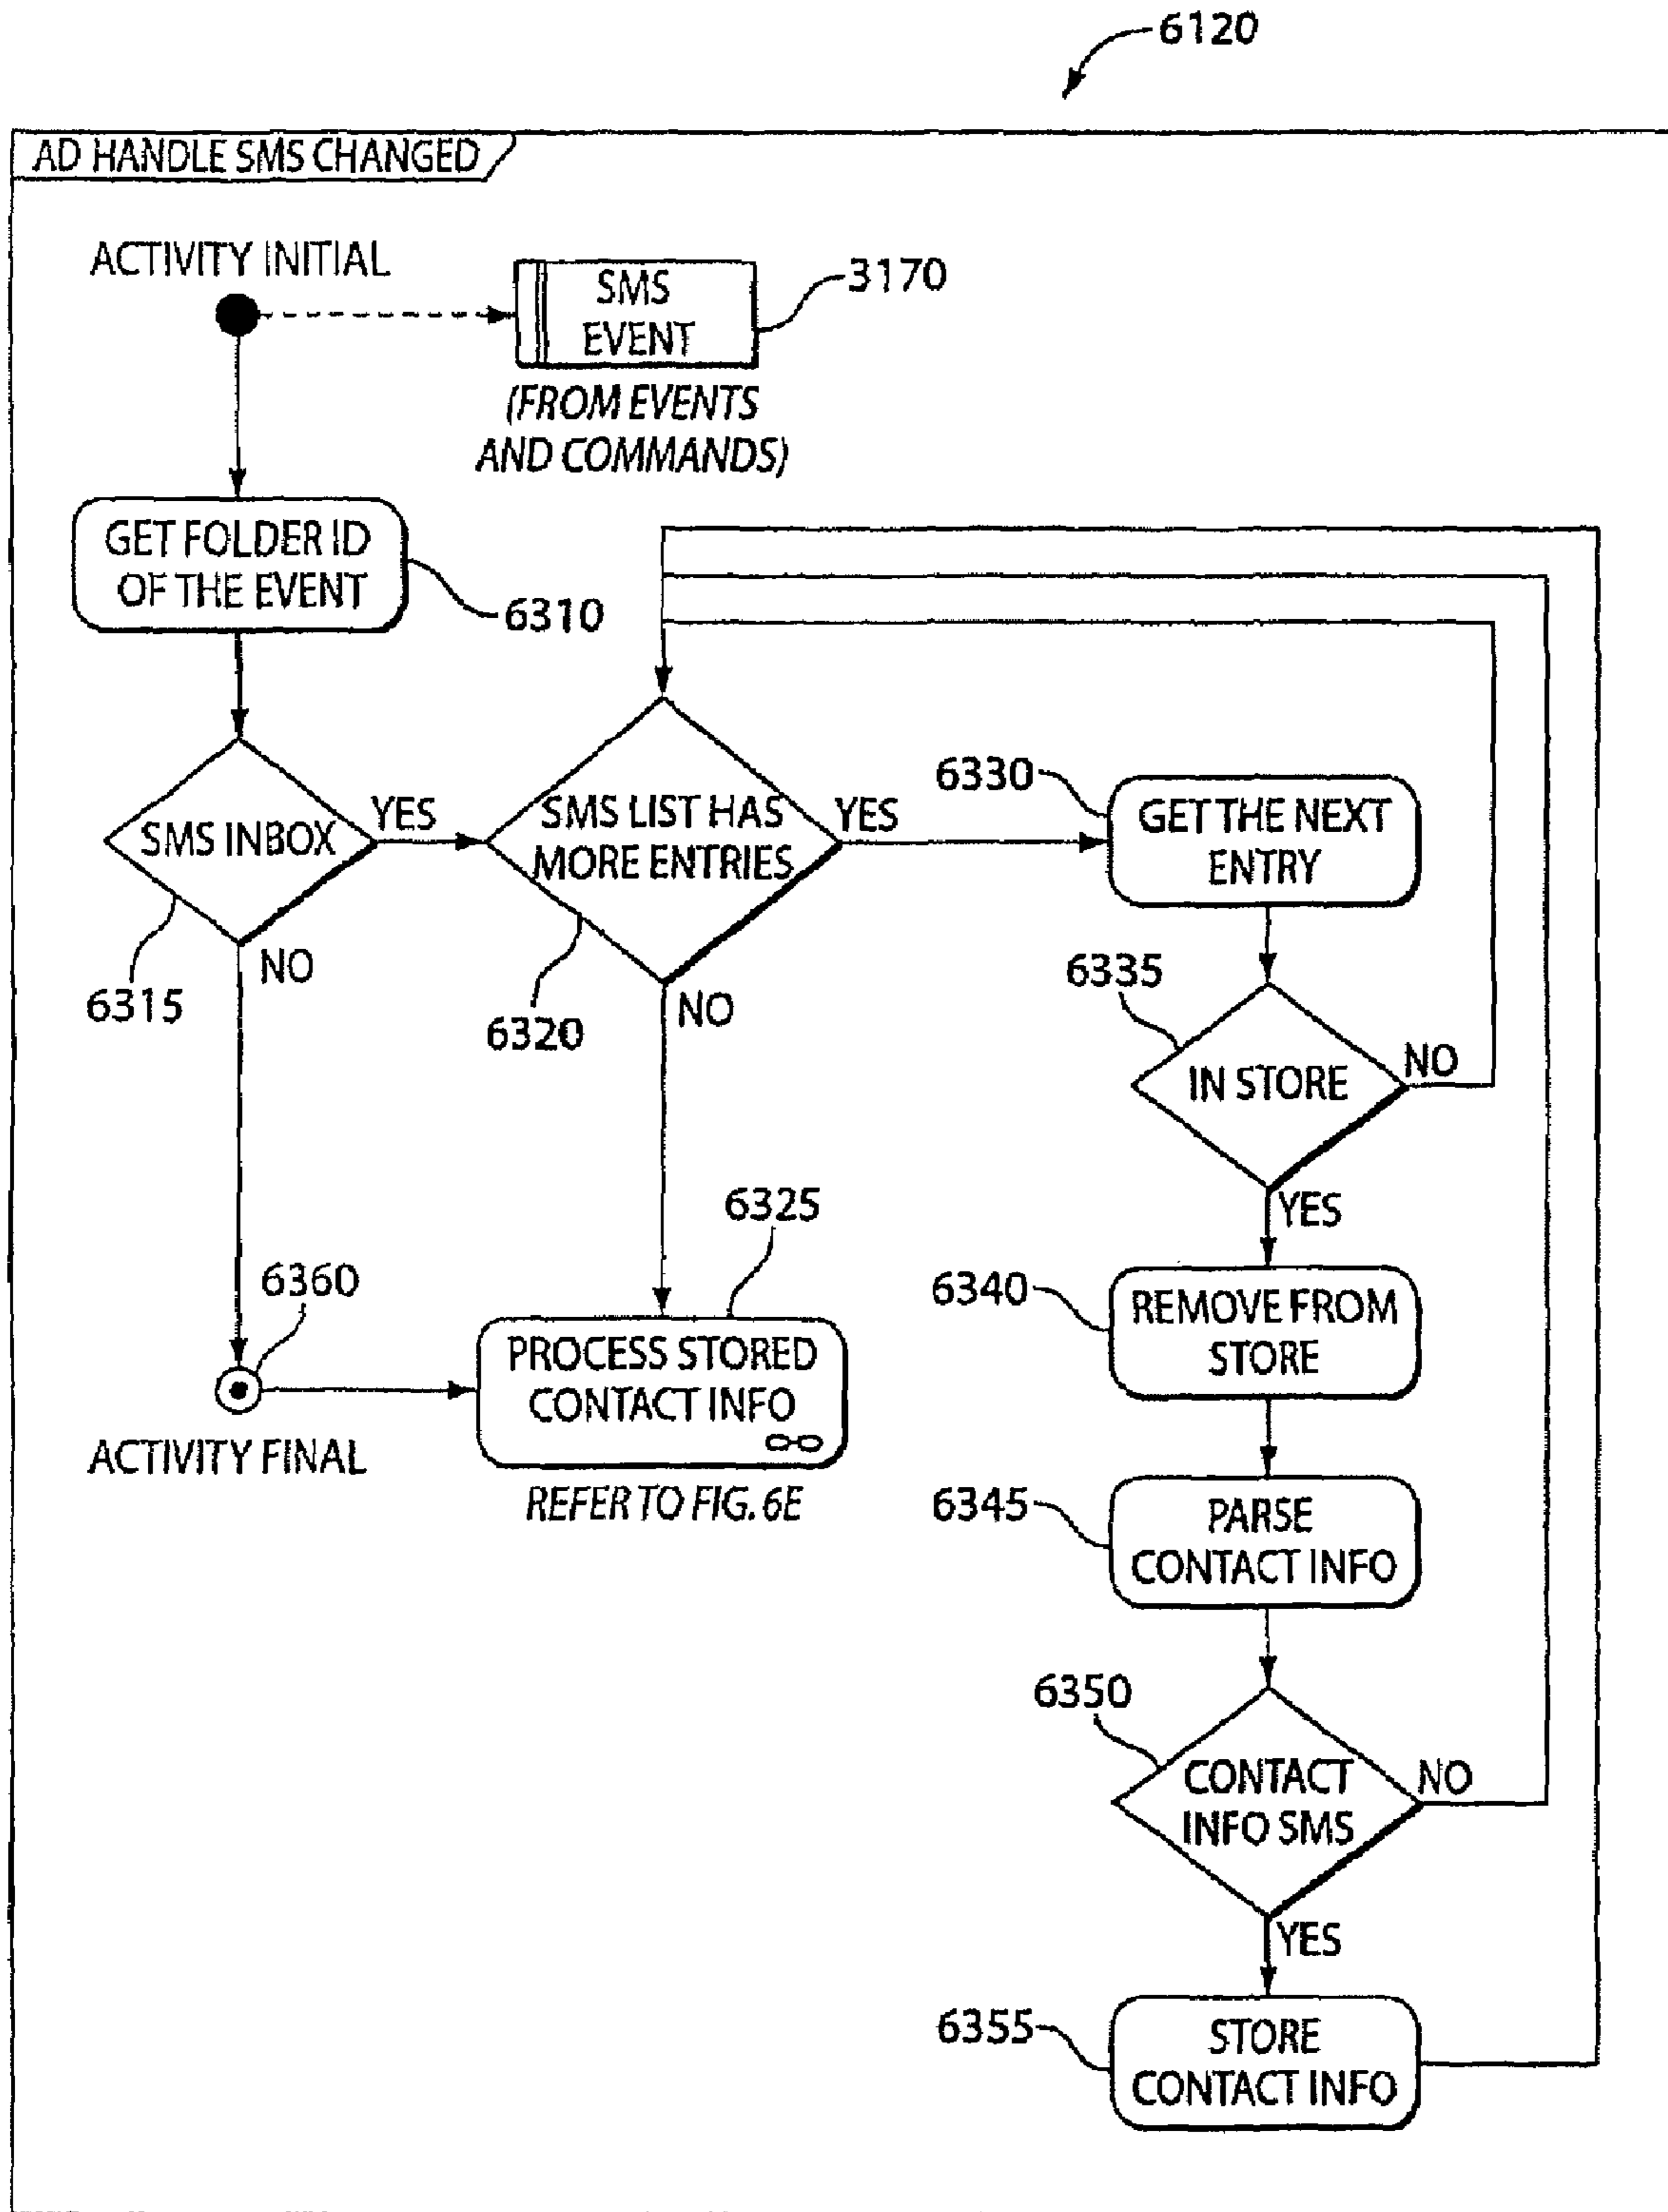 6120
AD HANDLE SMS CHANGED
ACTIVITY INITIAL
SMS
EVENT
3170
(FROM EVENTS
AND COMMANDS)
GET FOLDER ID
OF THE EVENT
6310
SMS INBOX
YES
NO
6315
SMS LIST HAS
MORE ENTRIES
YES
NO
6320
6330
GET THE NEXT
ENTRY
6335
IN STORE
NO
YES
6340
REMOVE FROM
STORE
6345
PARSE
CONTACT INFO
6350
CONTACT
INFO SMS
NO
YES
6355
STORE
CONTACT INFO
6325
PROCESS STORED
CONTACT INFO
REFER TO FIG. 6E
6360
ACTIVITY FINAL